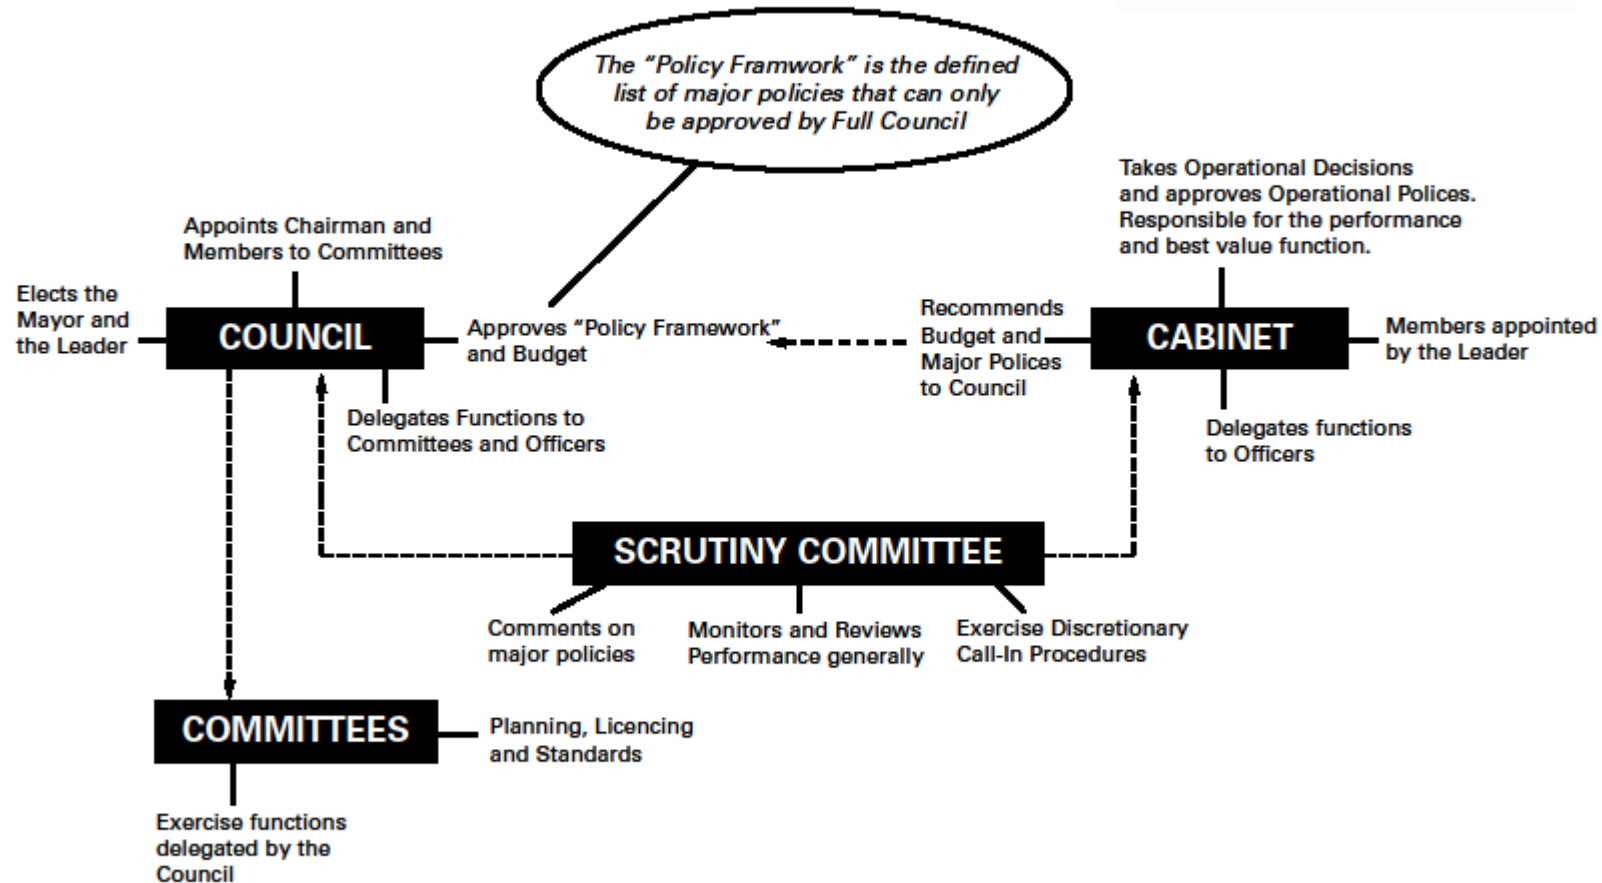 The “Policy Framwork” is the defined
list of major policies that can only
be approved by Full Council
Takes Operational Decisions
and approves Operational Polices.
Responsible for the performance
and best value function.
Appoints Chairman and
Members to Committees
Elects the
Mayor and
the Leader
COUNCIL
Approves “Policy Framework”
and Budget
Recommends
Budget and
Major Polices
to Council
CABINET
Members appointed
by the Leader
Delegates Functions to
Committees and Officers
Delegates functions
to Officers
SCRUTINY COMMITTEE
Comments on
major policies
Monitors and Reviews
Performance generally
Exercise Discretionary
Call-In Procedures
COMMITTEES
Planning, Licencing
and Standards
Exercise functions
delegated by the
Council